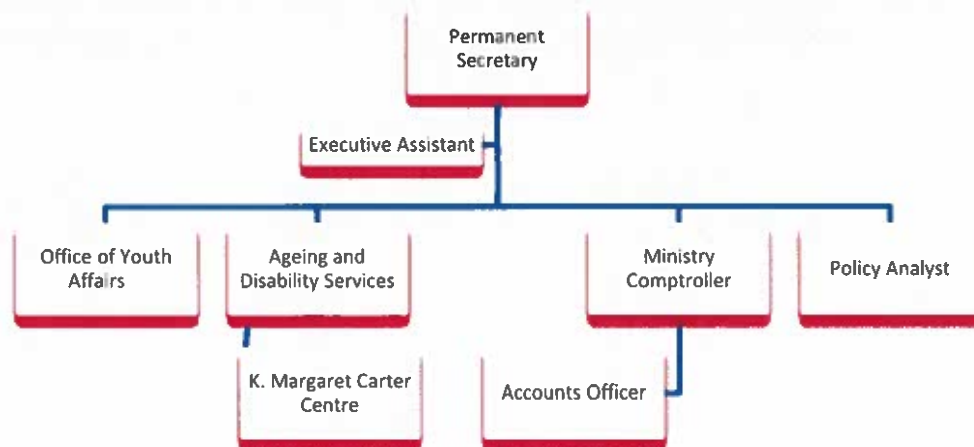 Permanent
Secretary
Executive Assistant
Office of Youth
Affairs
Ageing and
Disability Services
Ministry
Comptroller
Policy Analyst
K. Margaret Carter
Centre
Accounts Officer